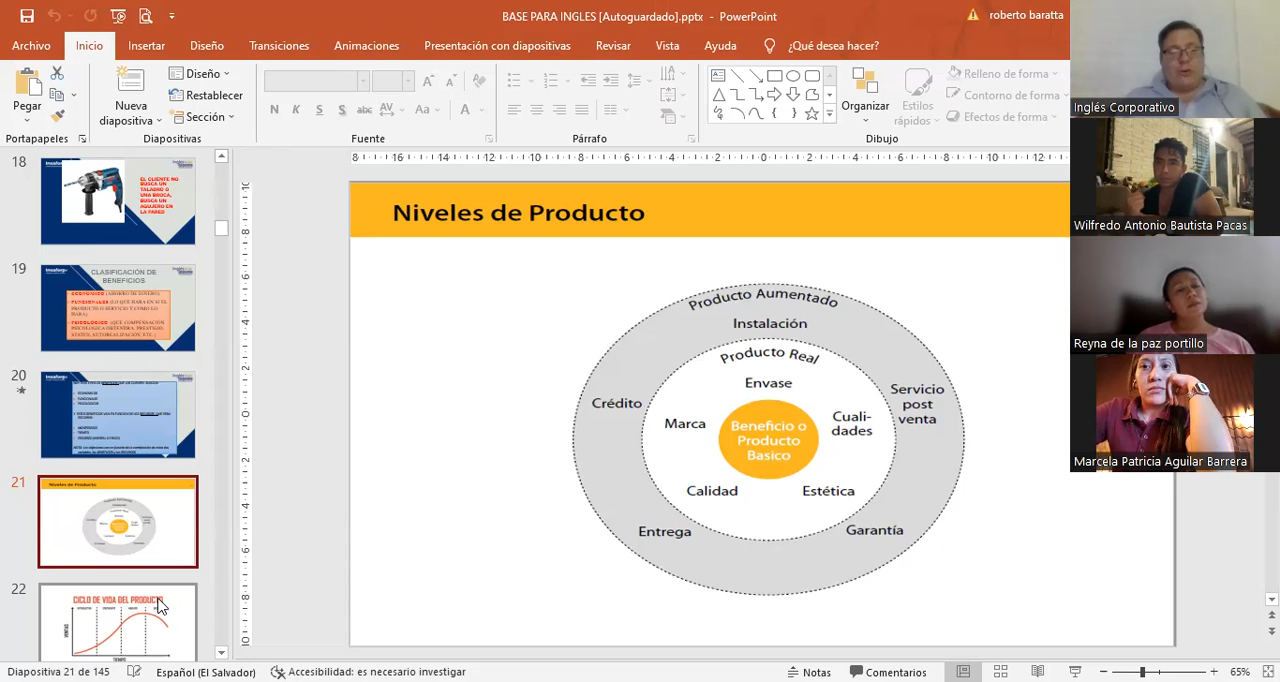 BASE PARA INGLES [Autoguardado].pptx - PowerPoint
roberto baratta
Archivo Inicio Insertar Diseño Transiciones Animaciones Presentación con diapositivas Revisar Vista Ayuda ¿Qué desea hacer?
Pegar
Nueva
diapositiva
Diseño
Restablecer
Sección
N K S S abc AV Aa A
Organizar
Estilos
rápidos
Relleno de forma
Contorno de forma
Efectos de forma
Portapapeles Diapositivas Fuente Párrafo Dibujo
18
EL CLIENTE NO
BUSCA UN
TALABRO O
UNA BROCA,
BUSCA UN
AGUJERO EN
LA PARED
19
CLASIFICACIÓN DE
BENEFICIOS
20
21
Niveles de Producto
22
CICLO DE VIDA DEL PRODUCTO
VENTAS
TIEMPO
Niveles de Producto
Producto Aumentado
Instalación
Producto Real
Envase
Crédito
Servicio
post
venta
Marca
Cuali-
dades
Beneficio o
Producto
Basico
Calidad
Estética
Entrega
Garantía
Inglés Corporativo
Wilfredo Antonio Bautista Pacas
Reyna de la paz portillo
Marcela Patricia Aguilar Barrera
Diapositiva 21 de 145 Español (El Salvador) Accesibilidad: es necesario investigar Notas Comentarios 65%